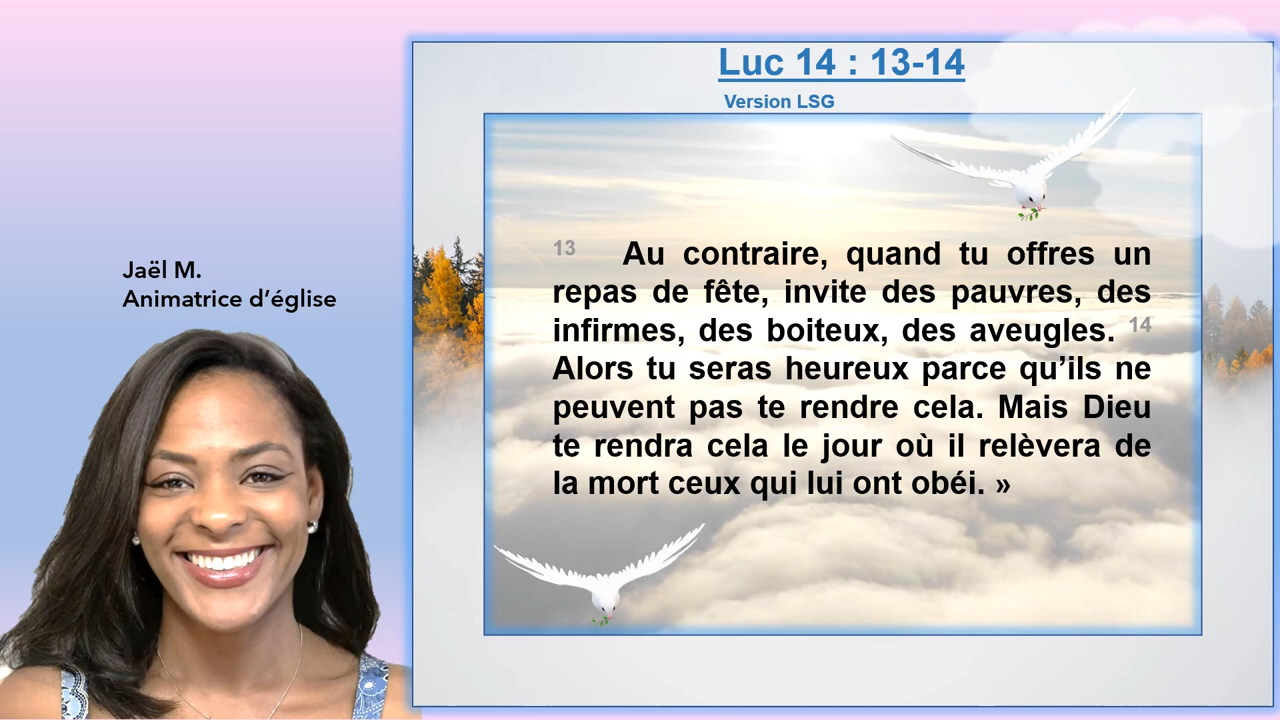 Luc 14 : 13-14
Version LSG
Jaël M.
Animatrice d’église
13 Au contraire, quand tu offres un
repas de fête, invite des pauvres, des
infirmes, des boiteux, des aveugles. 14
Alors tu seras heureux parce qu’ils ne
peuvent pas te rendre cela. Mais Dieu
te rendra cela le jour où il relèvera de
la mort ceux qui lui ont obéi. »